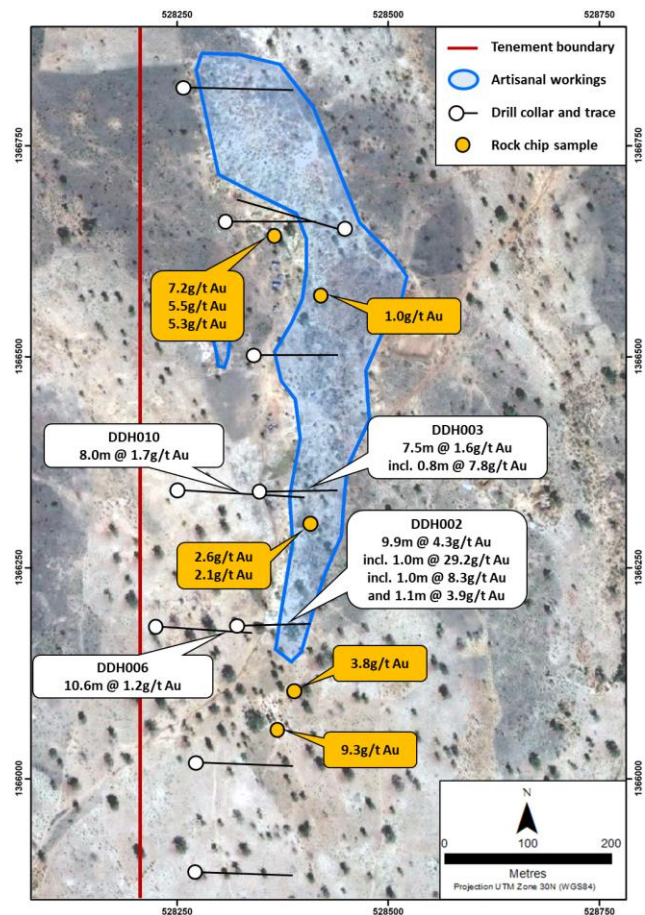 528250 528500 528750
Tenement boundary
Artisanal workings
Drill collar and trace
Rock chip sample
1366750 1366750
7.2g/t Au
5.5g/t Au
5.3g/t Au
1.0g/t Au
1366500 1366500
DDH010
8.0m @ 1.7g/t Au
DDH003
7.5m @ 1.6g/t Au
incl. 0.8m @ 7.8g/t Au
1366250 1366250
2.6g/t Au
2.1g/t Au
DDH002
9.9m @ 4.3g/t Au
incl. 1.0m @ 29.2g/t Au
incl. 1.0m @ 8.3g/t Au
and 1.1m @ 3.9g/t Au
DDH006
10.6m @ 1.2g/t Au
3.8g/t Au
9.3g/t Au
1366000 1366000
N
0 100 200
Metres
Projection UTM Zone 30N (WGS84)
528250 528500 528750